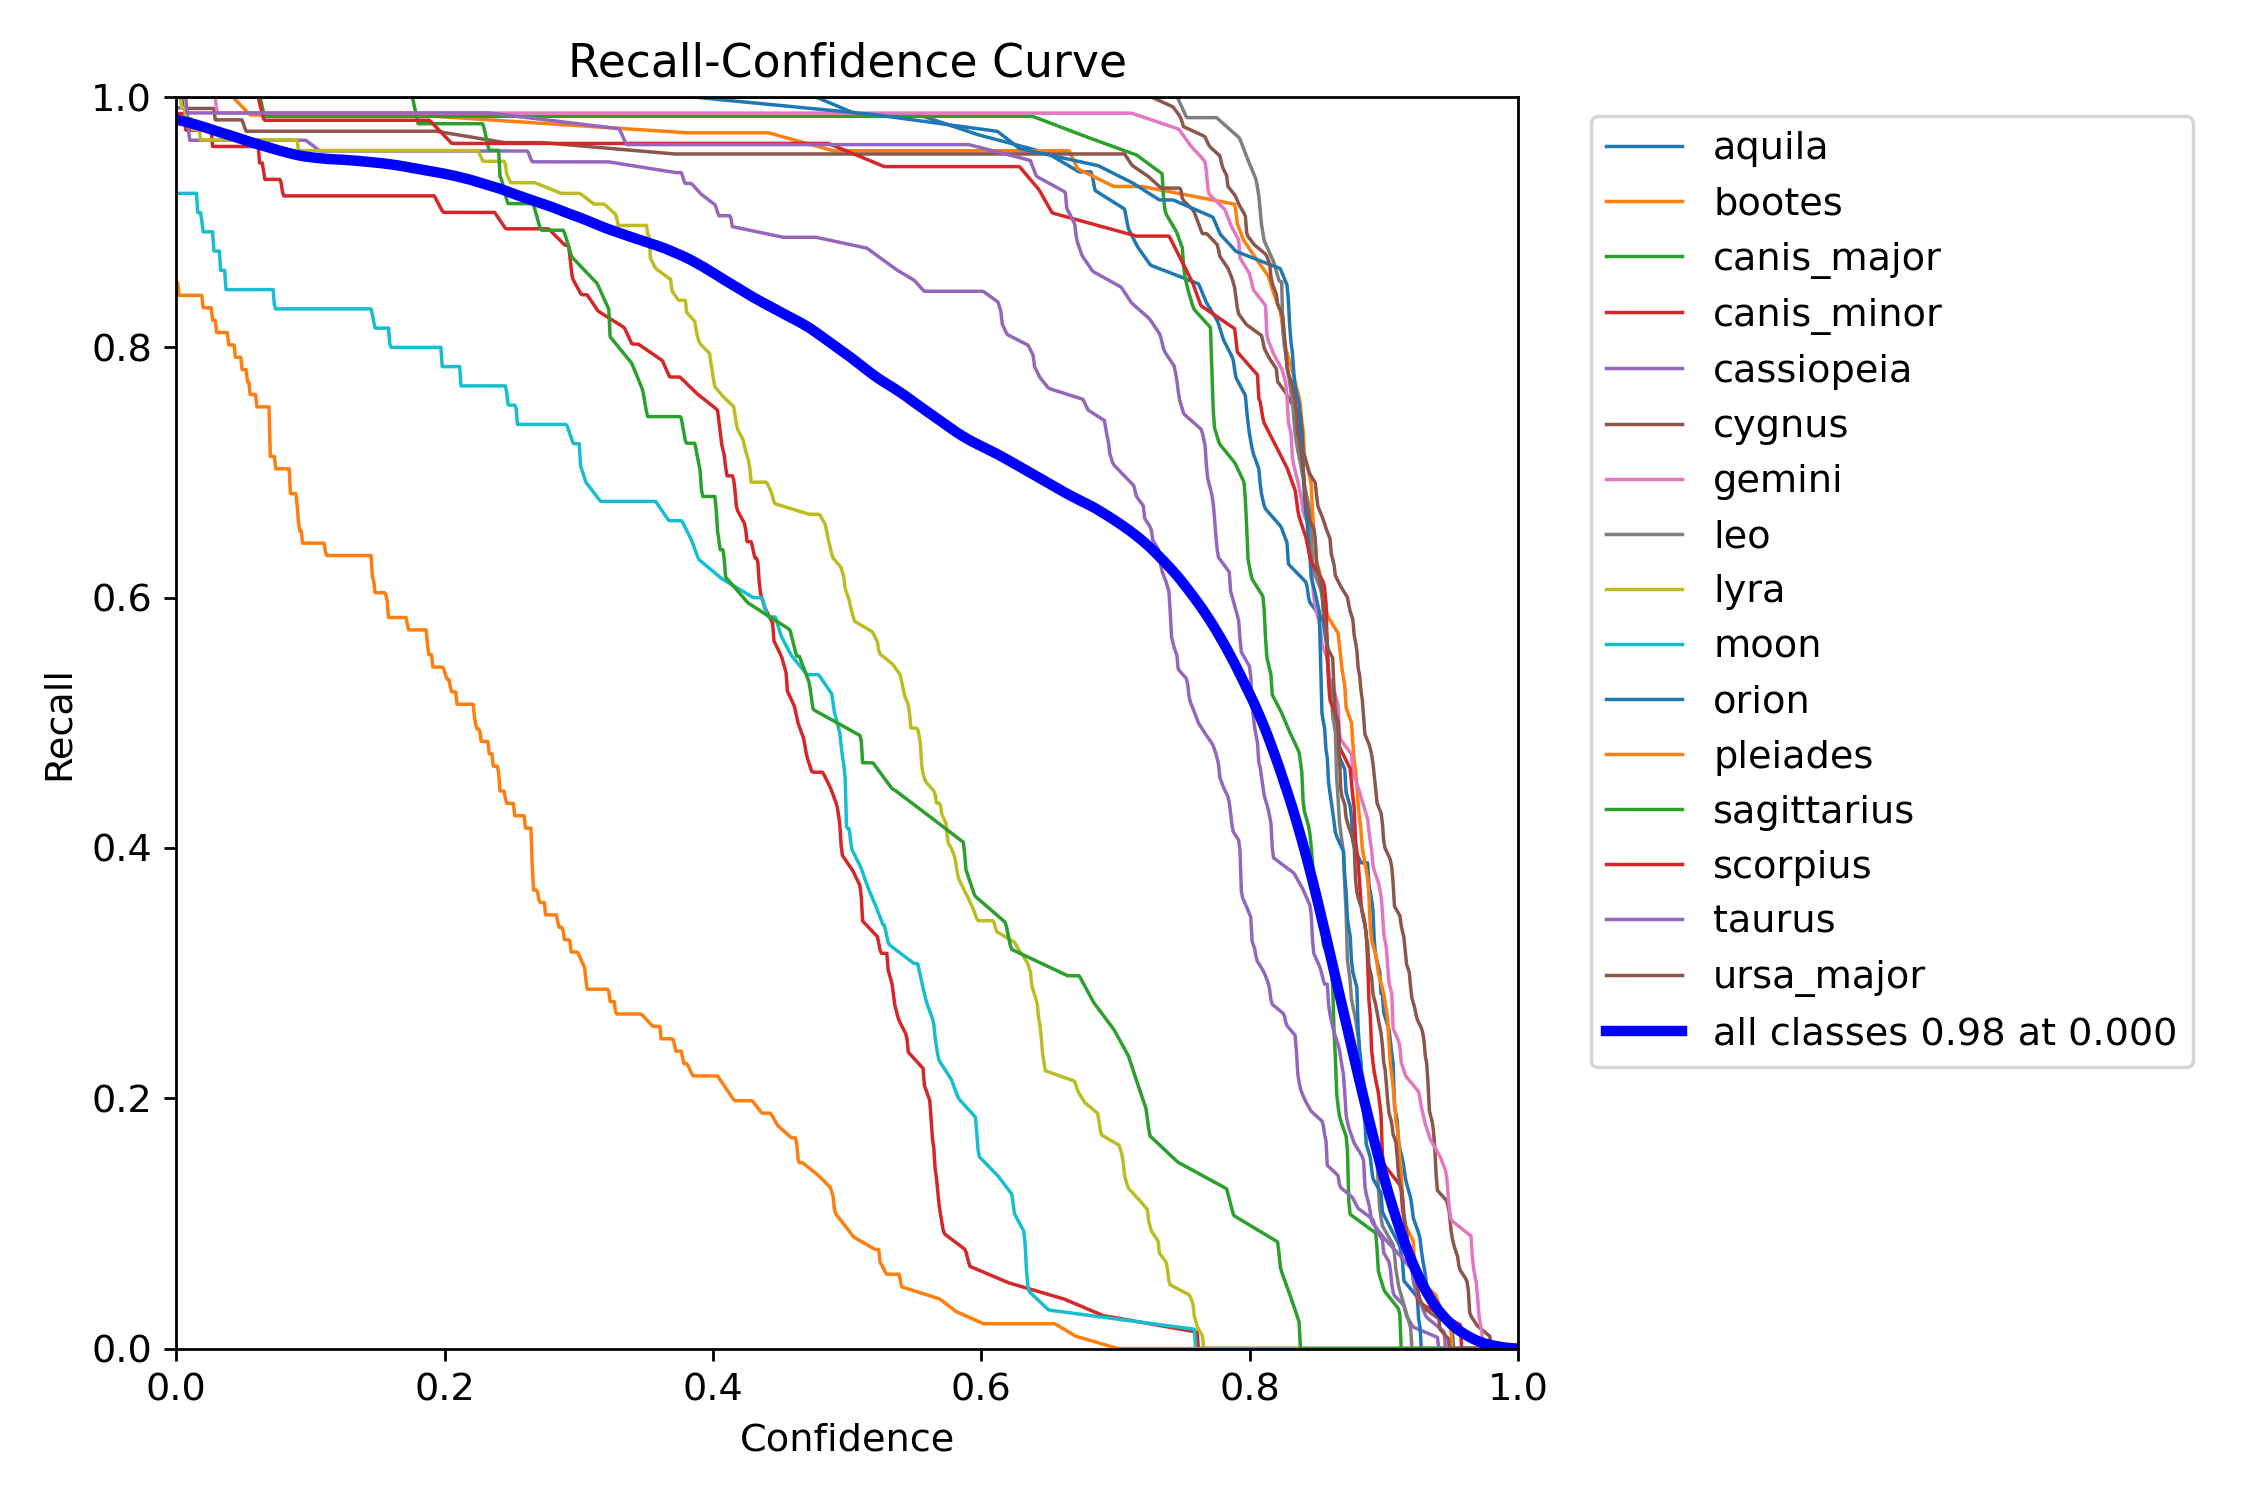 Recall-Confidence Curve
1.0
0.8
0.6
0.4
0.2
0.0
Recall
0.0 0.2 0.4 0.6 0.8 1.0
Confidence
aquila
bootes
canis_major
canis_minor
cassiopeia
cygnus
gemini
leo
lyra
moon
orion
pleiades
sagittarius
scorpius
taurus
ursa_major
all classes 0.98 at 0.000